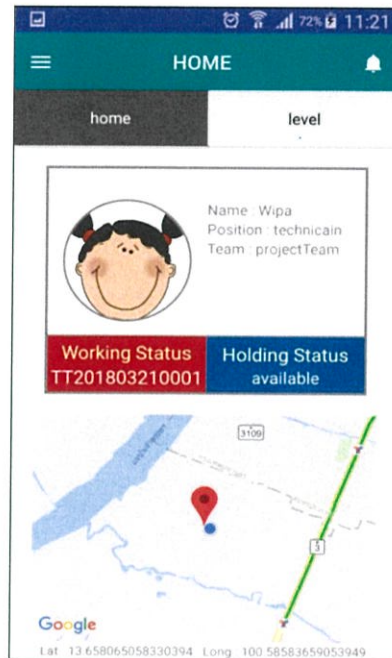 72% 11:21
HOME
home
level
Name : Wipa
Position : technicain
Team : projectTeam
Working Status
TT201803210001
Holding Status
available
3109
3
Google
Lat 13.658065058330394 Long 100.58583659053949